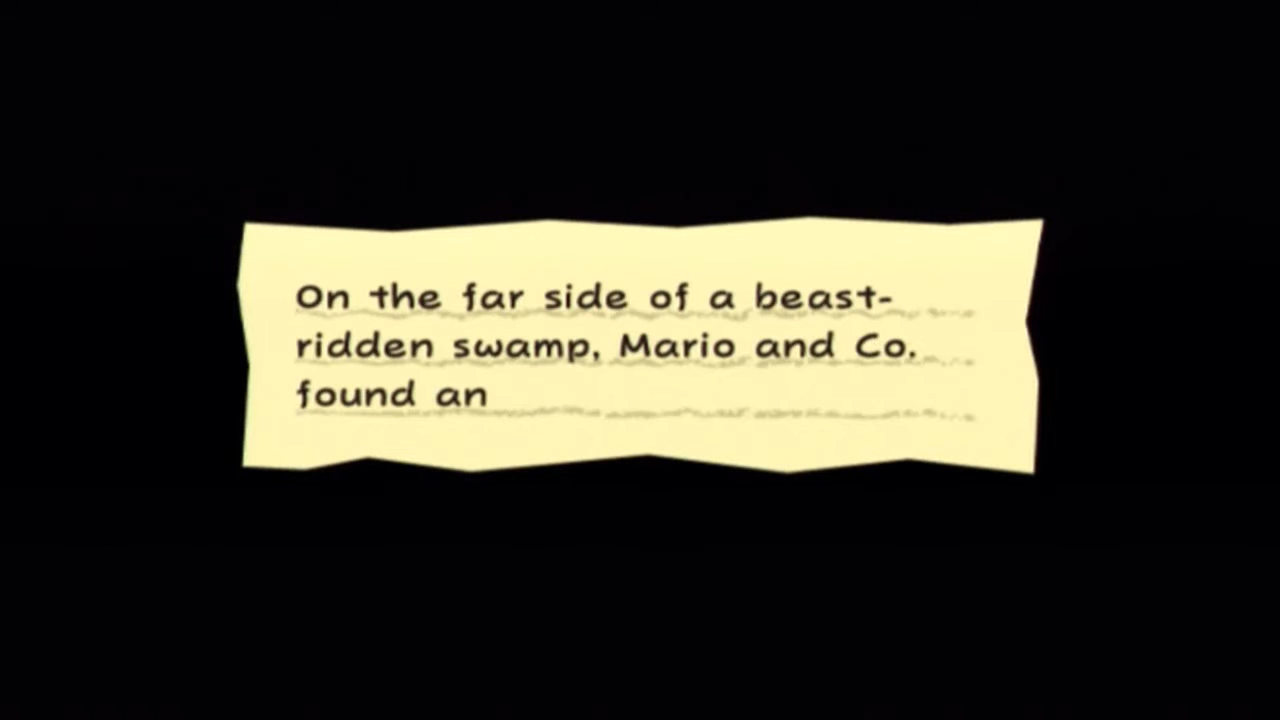 On the far side of a beast-
ridden swamp, Mario and Co.
found an